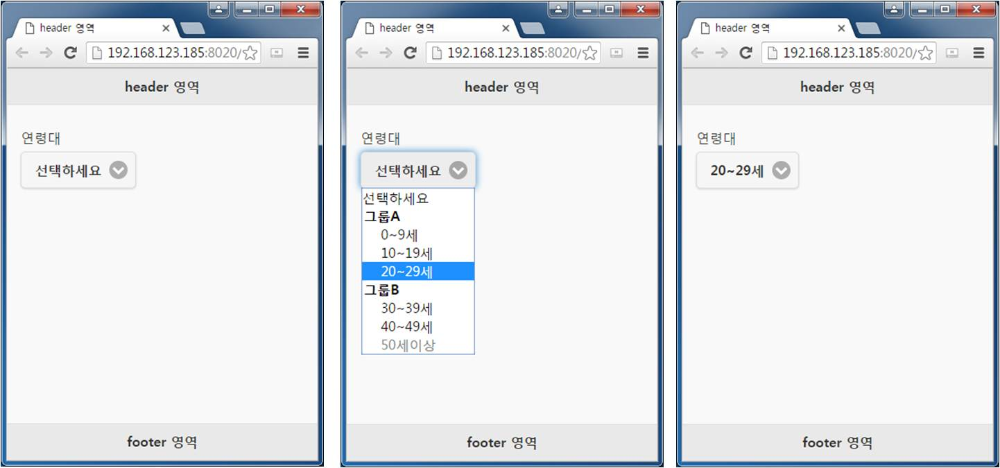 header 영역
192.168.123.185:8020/
header 영역
연령대
선택하세요
footer 영역
header 영역
192.168.123.185:8020/
header 영역
연령대
선택하세요
선택하세요
그룹A
0~9세
10~19세
20~29세
그룹B
30~39세
40~49세
50세이상
footer 영역
header 영역
192.168.123.185:8020/
header 영역
연령대
20~29세
footer 영역